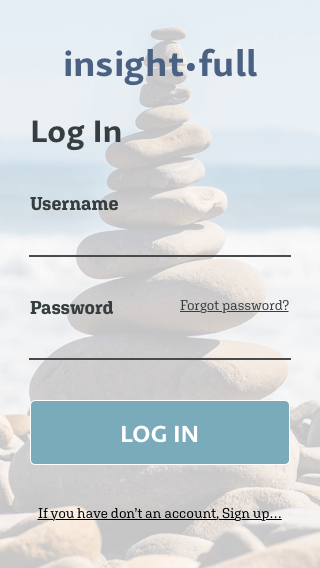 insight•full
Log In
Username
Password Forgot password?
LOG IN
If you have don't an account, Sign up...